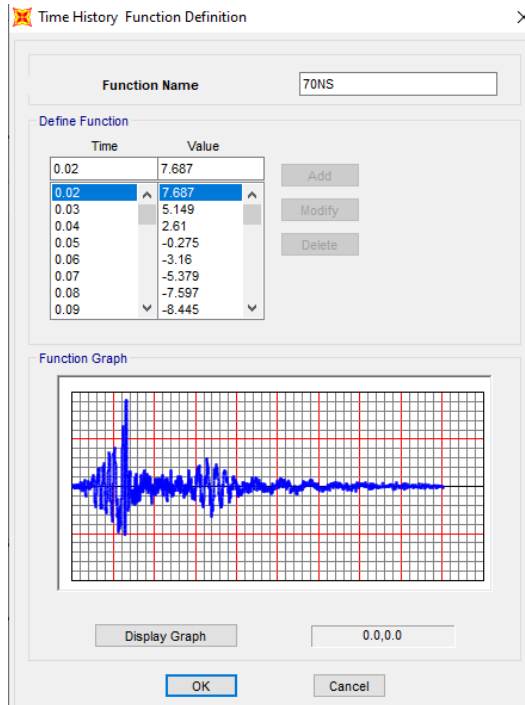 Time History Function Definition
Function Name 70NS
Define Function
Time Value
0.02 7.687 Add
0.02 7.687
0.03 5.149 Modify
0.04 2.61
0.05 -0.275 Delete
0.06 -3.16
0.07 -5.379
0.08 -7.597
0.09 -8.445
Function Graph
Display Graph 0.0,0.0
OK Cancel